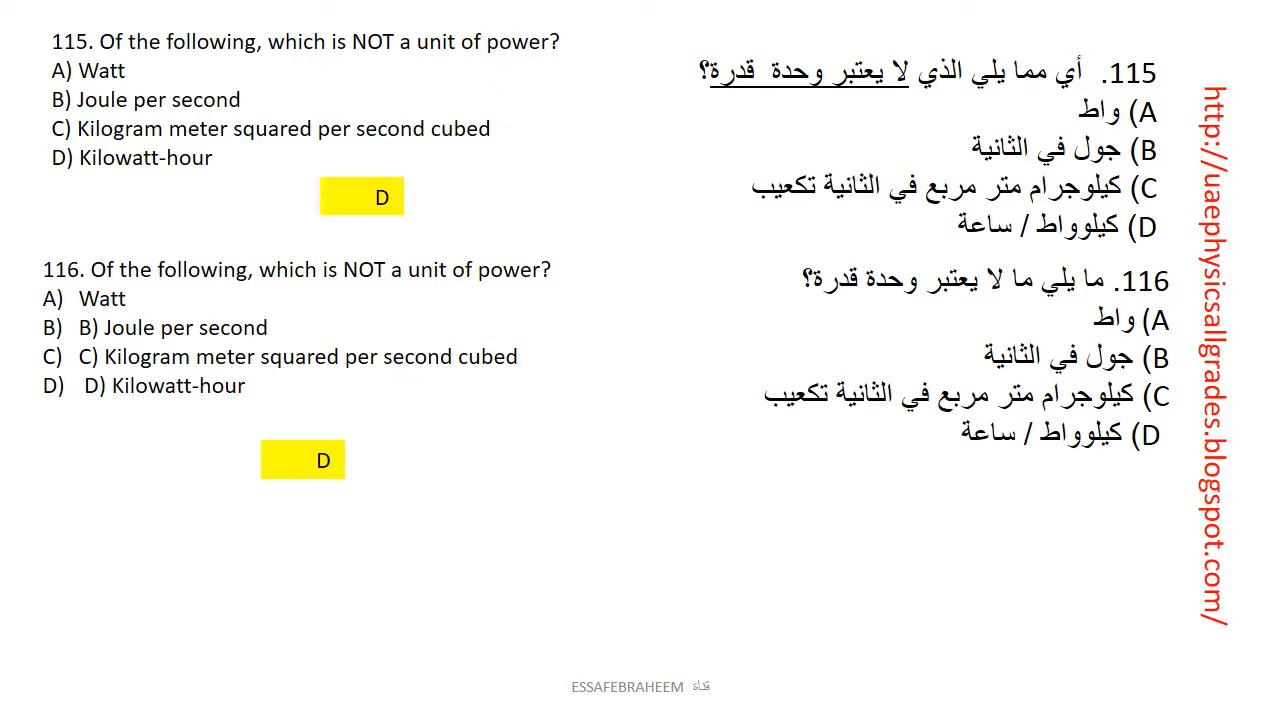 115. Of the following, which is NOT a unit of power?
A) Watt
B) Joule per second
C) Kilogram meter squared per second cubed
D) Kilowatt-hour
D
116. Of the following, which is NOT a unit of power?
A) Watt
B) B) Joule per second
C) C) Kilogram meter squared per second cubed
D) D) Kilowatt-hour
D
115. أي مما يلي الذي لا يعتبر وحدة قدرة؟
A) واط
B) جول في الثانية
C) كيلوجرام متر مربع في الثانية تكعيب
D) كيلوواط / ساعة
116. ما يلي ما لا يعتبر وحدة قدرة؟
A) واط
B) جول في الثانية
C) كيلوجرام متر مربع في الثانية تكعيب
D) كيلوواط / ساعة
http://uaephysicsallgrades.blogspot.com/
ESSAFEBRAHEEM قناة